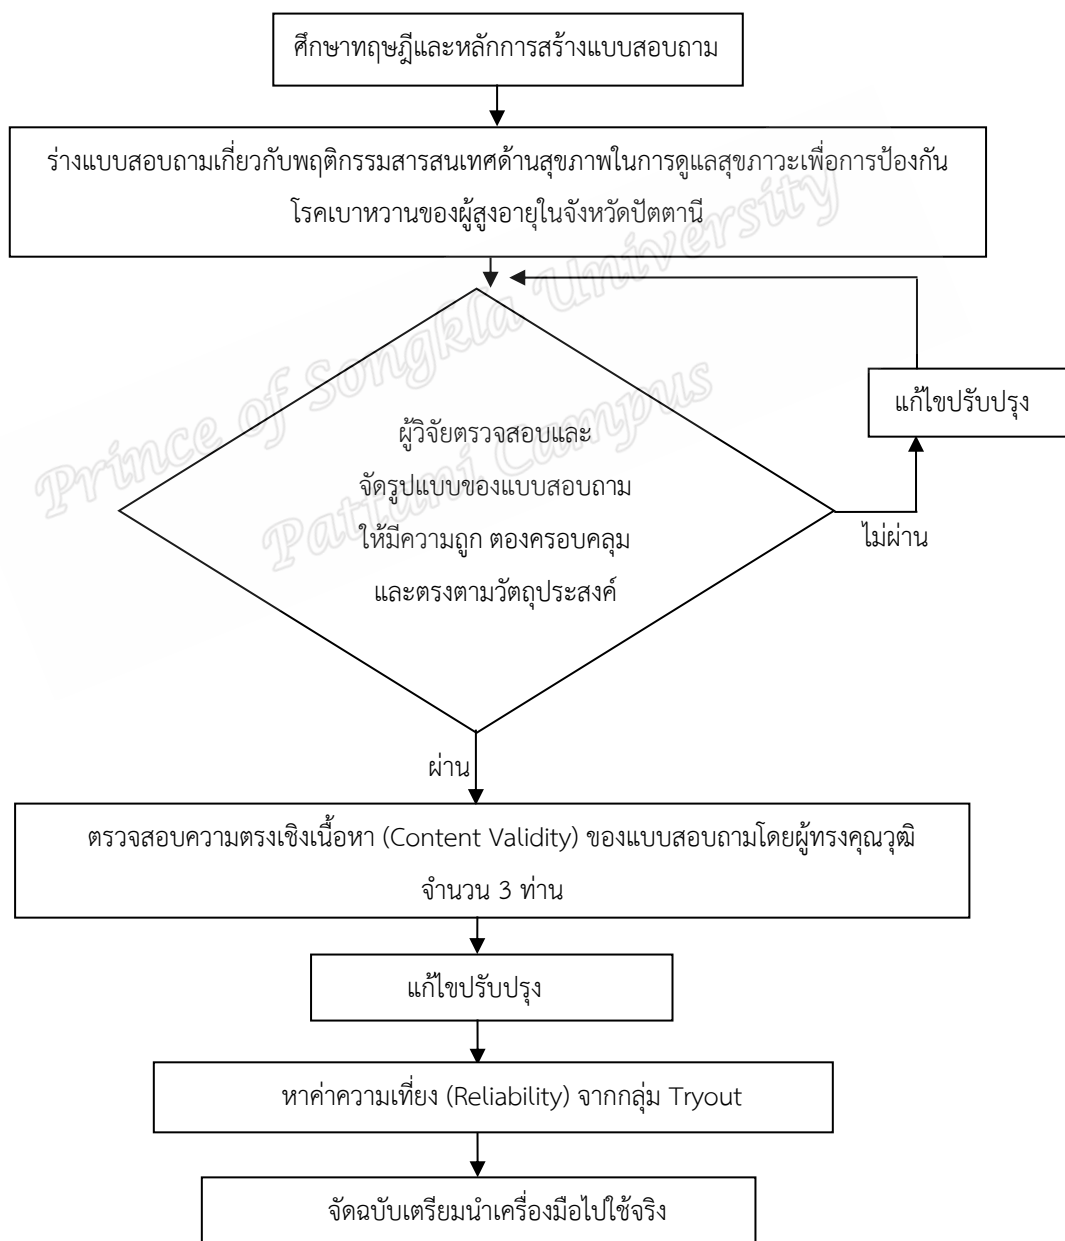 ศึกษาทฤษฎีและหลักการสร้างแบบสอบถาม
ร่างแบบสอบถามเกี่ยวกับพฤติกรรมสารสนเทศด้านสุขภาพในการดูแลสุขภาวะเพื่อการป้องกัน
โรคเบาหวานของผู้สูงอายุในจังหวัดปัตตานี
แก้ไขปรับปรุง
ผู้วิจัยตรวจสอบและ
จัดรูปแบบของแบบสอบถาม
ให้มีความถูก ตองครอบคลุม
และตรงตามวัตถุประสงค์
ไม่ผ่าน
ผ่าน
ตรวจสอบความตรงเชิงเนื้อหา (Content Validity) ของแบบสอบถามโดยผู้ทรงคุณวุฒิ
จำนวน 3 ท่าน
แก้ไขปรับปรุง
หาค่าความเที่ยง (Reliability) จากกลุ่ม Tryout
จัดฉบับเตรียมนำเครื่องมือไปใช้จริง
Prince of Songkla University
Pattani Campus